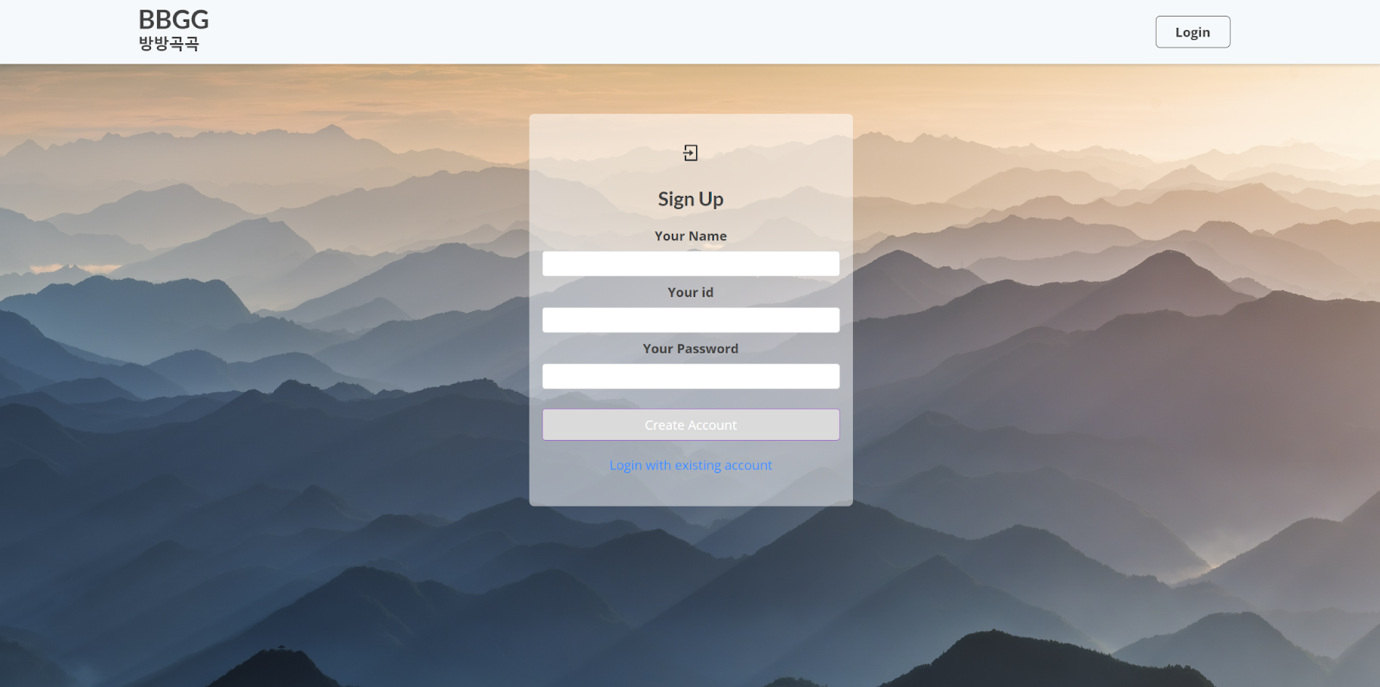 BBGG
방방곡곡
Login
Sign Up
Your Name
Your id
Your Password
Create Account
Login with existing account